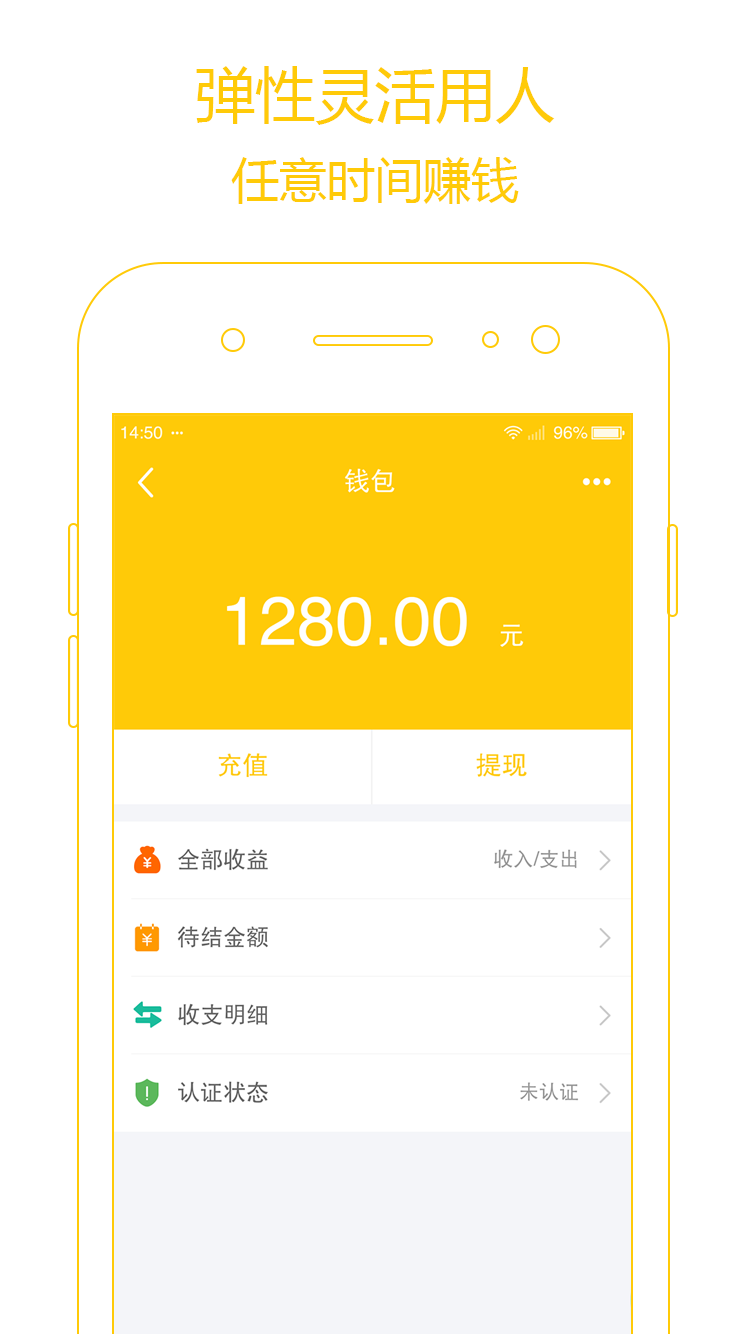 弹性灵活用人
任意时间赚钱
14:50 ... 96%
钱包
1280.00 元
充值 提现
全部收益 收入/支出
待结金额
收支明细
认证状态 未认证